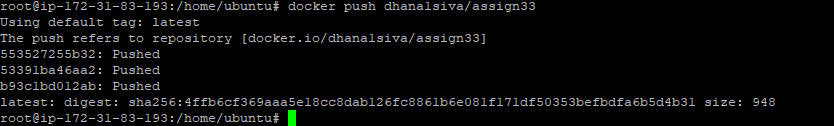 root@ip-172-31-83-193:/home/ubuntu# docker push dhana1siva/assign33
Using default tag: latest
The push refers to repository [docker.io/dhana1siva/assign33]
553527255b32: Pushed
53391ba46aa2: Pushed
b93c1bd012ab: Pushed
latest: digest: sha256:4ffb6cf369aaa5e18cc8dab126fc8861b6e081f171df50353befbdfa6b5d4b31 size: 948
root@ip-172-31-83-193:/home/ubuntu#